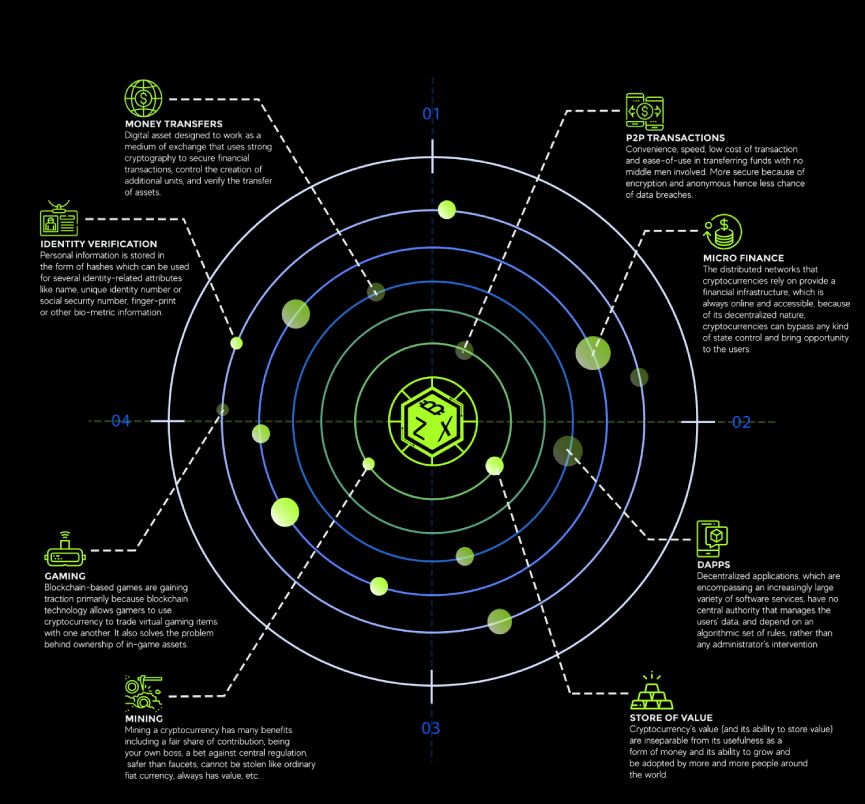 01
MONEY TRANSFERS
Digital asset designed to work as a
medium of exchange that uses strong
cryptography to secure financial
transactions, control the creation of
additional units, and verify the transfer
of assets.
P2P TRANSACTIONS
Convenience, speed, low cost of transaction
and ease-of-use in transferring funds with no
middle men involved. More secure because of
encryption and anonymous hence less chance
of data breaches.
IDENTITY VERIFICATION
Personal information is stored in
the form of hashes which can be used
for several identity-related attributes
like name, unique identity number or
social security number, finger-print
or other bio-metric information.
MICRO FINANCE
The distributed networks that
cryptocurrencies rely on provide a
financial infrastructure, which is
always online and accessible, because
of its decentralized nature,
cryptocurrencies can bypass any kind
of state control and bring opportunity
to the users.
04
B
Z X
02
GAMING
Blockchain-based games are gaining
traction primarily because blockchain
technology allows gamers to use
cryptocurrency to trade virtual gaming items
with one another. It also solves the problem
behind ownership of in-game assets.
DAPPS
Decentralized applications, which are
encompassing an increasingly large
variety of software services, have no
central authority that manages the
users' data, and depend on an
algorithmic set of rules, rather than
any administrator's intervention
MINING
Mining a cryptocurrency has many benefits
including a fair share of contribution, being
your own boss, a bet against central regulation,
safer than faucets, cannot be stolen like ordinary
fiat currency, always has value, etc.
03
STORE OF VALUE
Cryptocurrency's value (and its ability to store value)
are inseparable from its usefulness as a
form of money and its ability to grow and
be adopted by more and more people around
the world.